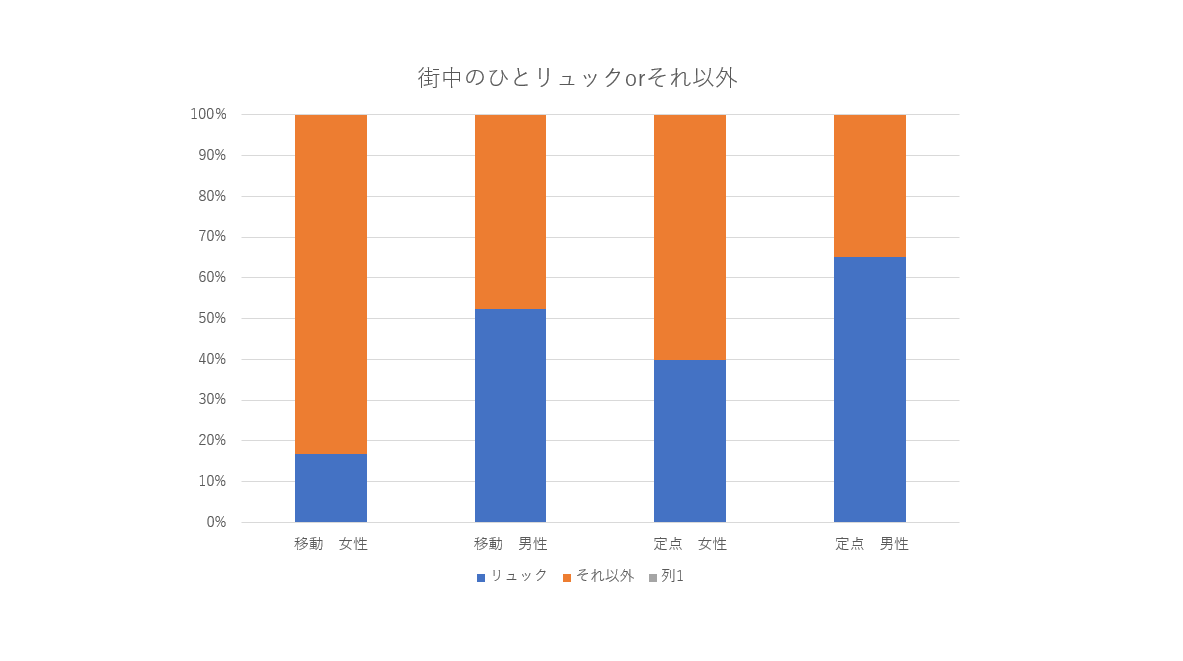 街中のひとリュックorそれ以外
100%
90%
80%
70%
60%
50%
40%
30%
20%
10%
0%
移動　女性
移動　男性
定点　女性
定点　男性
リュック　それ以外　列1